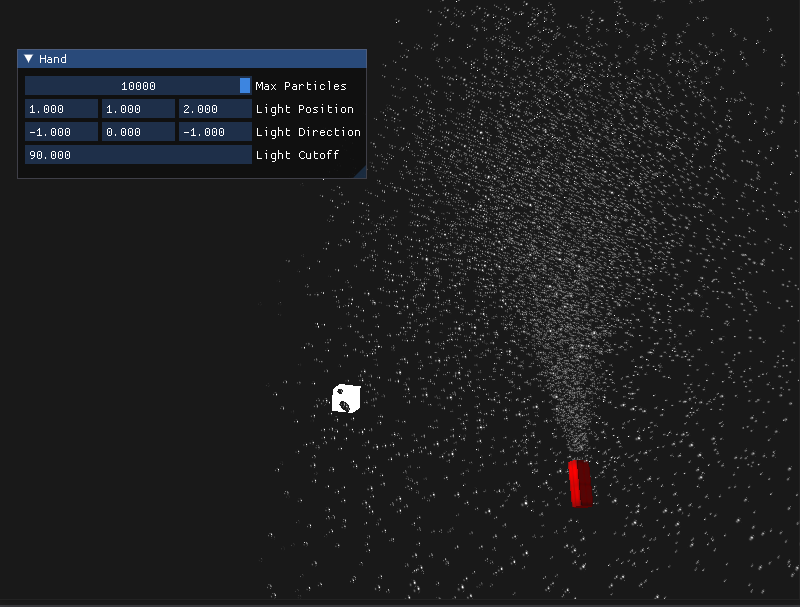 Hand
10000 Max Particles
1.000 1.000 2.000 Light Position
-1.000 0.000 -1.000 Light Direction
90.000 Light Cutoff